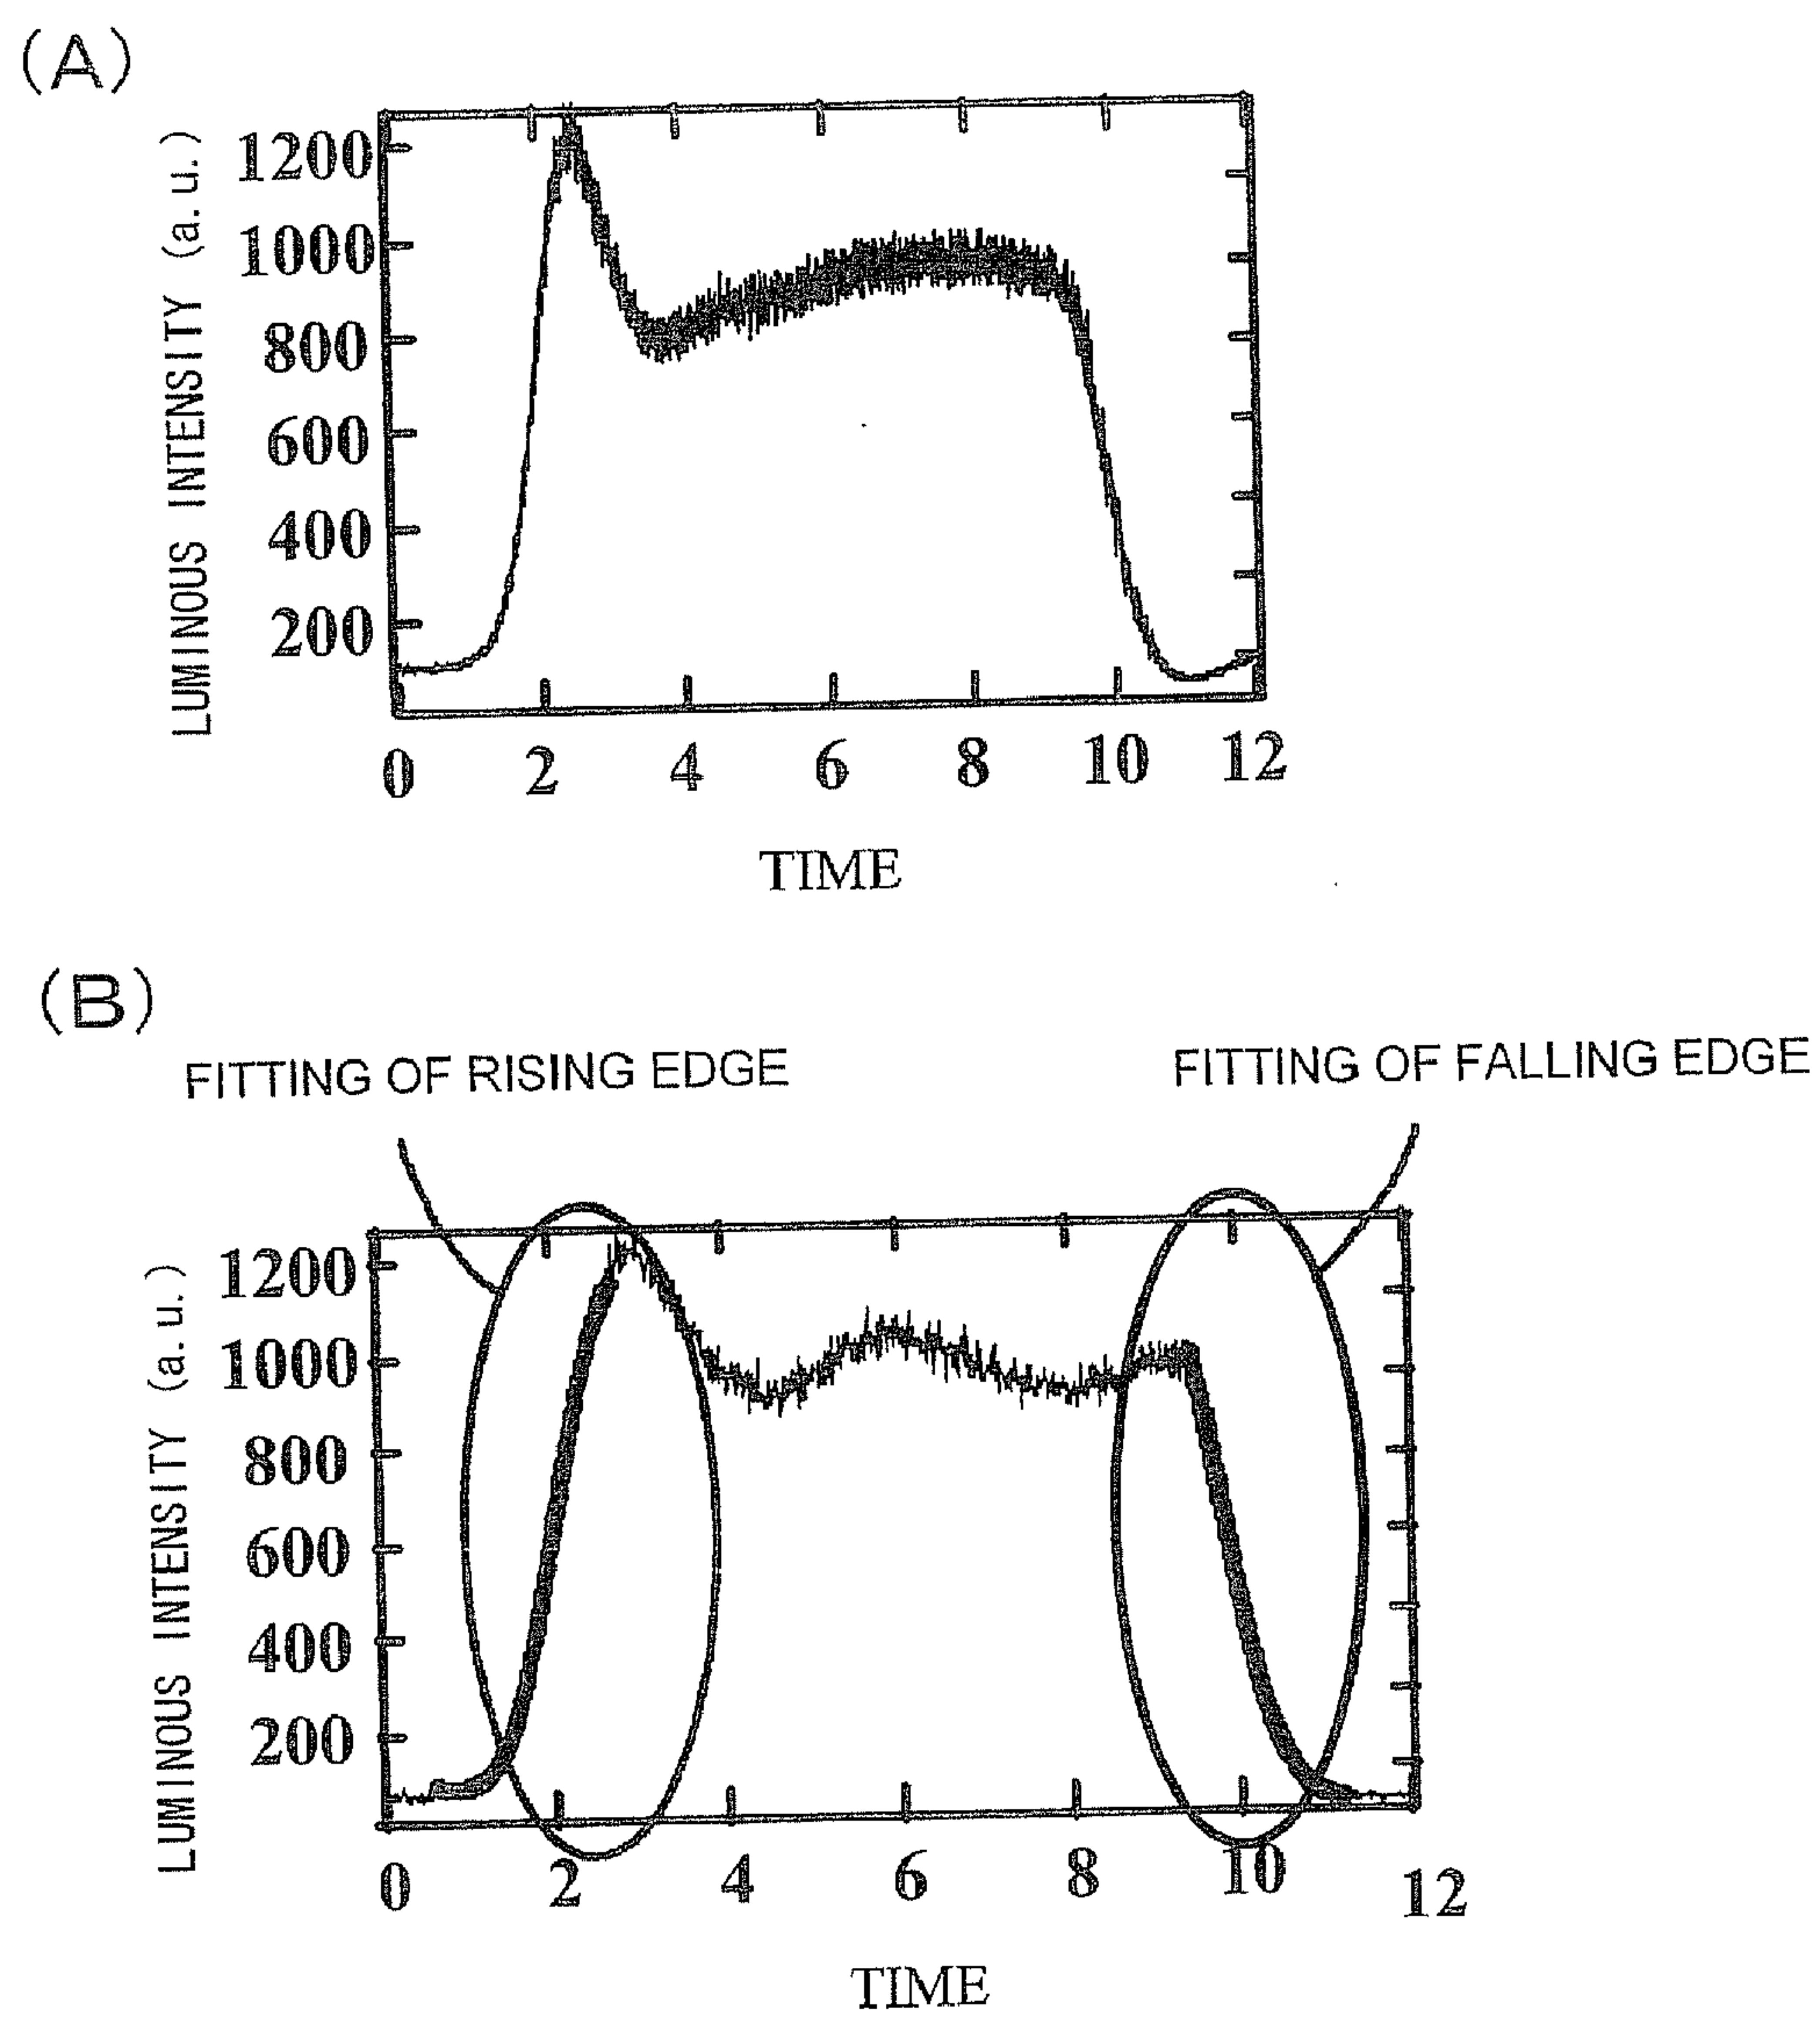 (A)
LUMINOUS INTENSITY (a.u.)
1200
1000
800
600
400
200
0 2 4 6 8 10 12
TIME
(B)
FITTING OF RISING EDGE FITTING OF FALLING EDGE
LUMINOUS INTENSITY (a.u.)
1200
1000
800
600
400
200
0 2 4 6 8 10 12
TIME